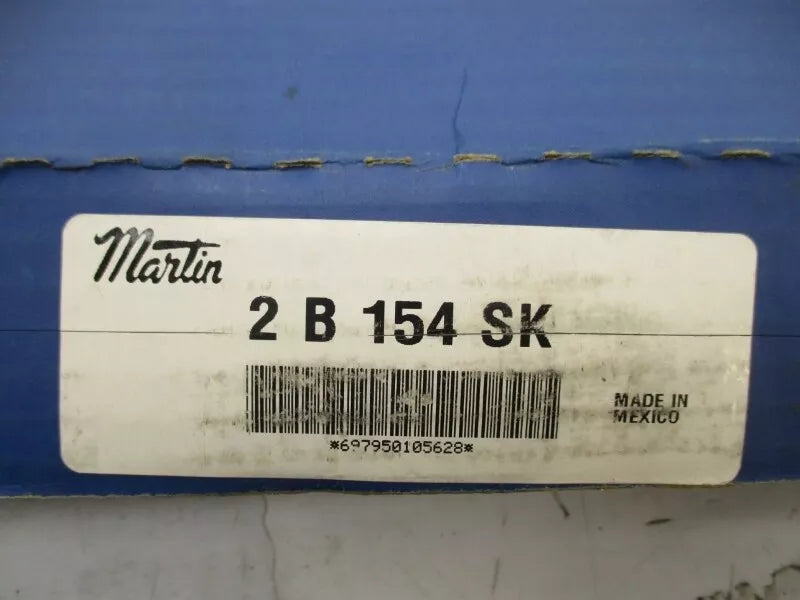 Martin
2 B 154 SK
*697950105628*
MADE IN
MEXICO